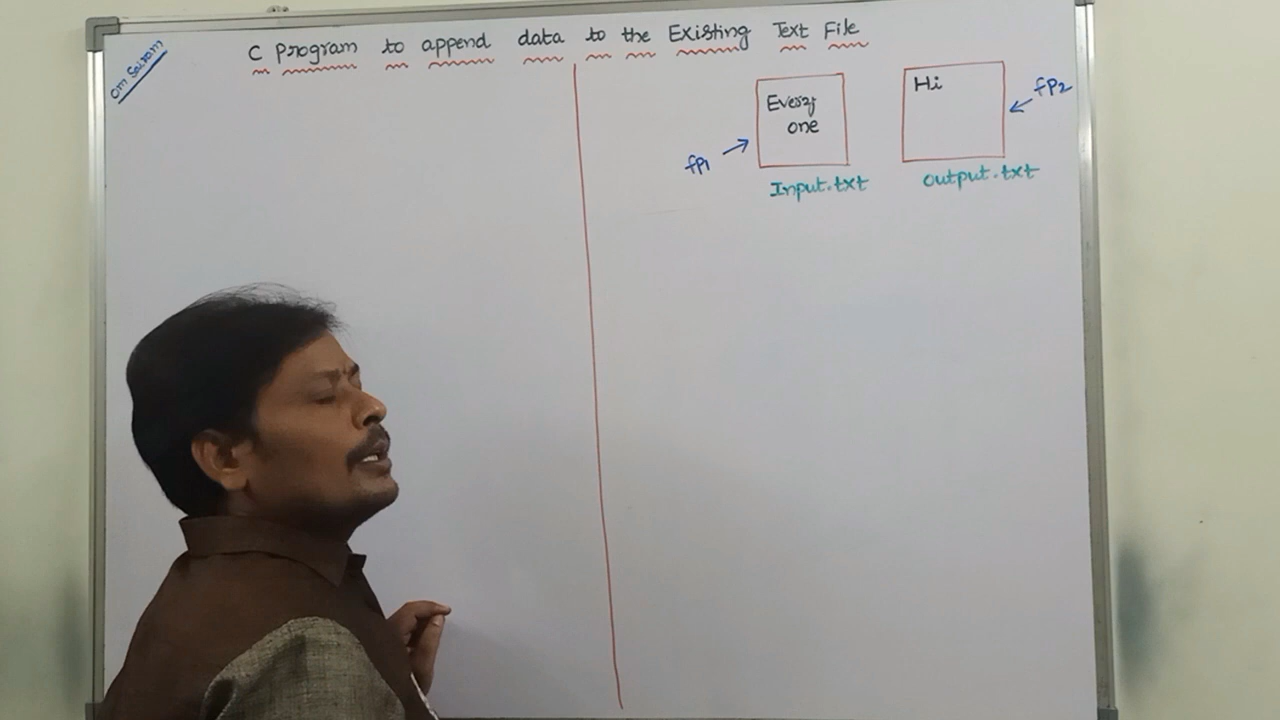 Om Sairam
C Program to append data to the Existing Text File
Every
one
Hi
fp1
fp2
Input.txt
output.txt